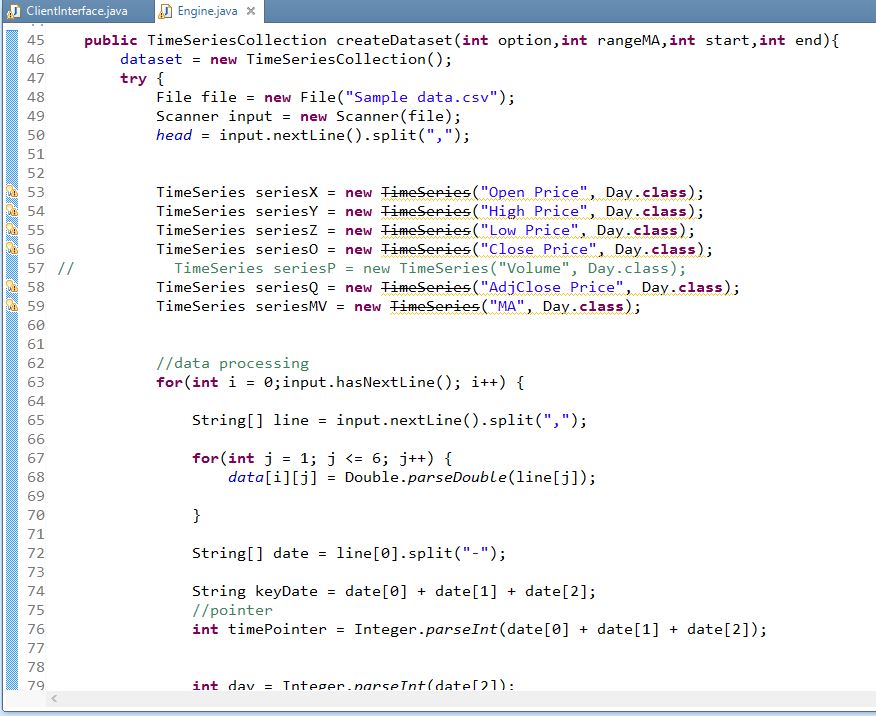 ClientInterface.java Engine.java
45 public TimeSeriesCollection createDataset(int option,int rangeMA,int start,int end){
46 dataset = new TimeSeriesCollection();
47 try {
48 File file = new File("Sample data.csv");
49 Scanner input = new Scanner(file);
50 head = input.nextLine().split(",");
51
52
53 TimeSeries seriesX = new TimeSeries("Open Price", Day.class);
54 TimeSeries seriesY = new TimeSeries("High Price", Day.class);
55 TimeSeries seriesZ = new TimeSeries("Low Price", Day.class);
56 TimeSeries seriesO = new TimeSeries("Close Price", Day.class);
57 // TimeSeries seriesP = new TimeSeries("Volume", Day.class);
58 TimeSeries seriesQ = new TimeSeries("AdjClose Price", Day.class);
59 TimeSeries seriesMV = new TimeSeries("MA", Day.class);
60
61
62 //data processing
63 for(int i = 0;input.hasNextLine(); i++) {
64
65 String[] line = input.nextLine().split(",");
66
67 for(int j = 1; j <= 6; j++) {
68 data[i][j] = Double.parseDouble(line[j]);
69
70 }
71
72 String[] date = line[0].split("-");
73
74 String keyDate = date[0] + date[1] + date[2];
75 //pointer
76 int timePointer = Integer.parseInt(date[0] + date[1] + date[2]);
77
78
79 int day = Integer.parseInt(date[2]);